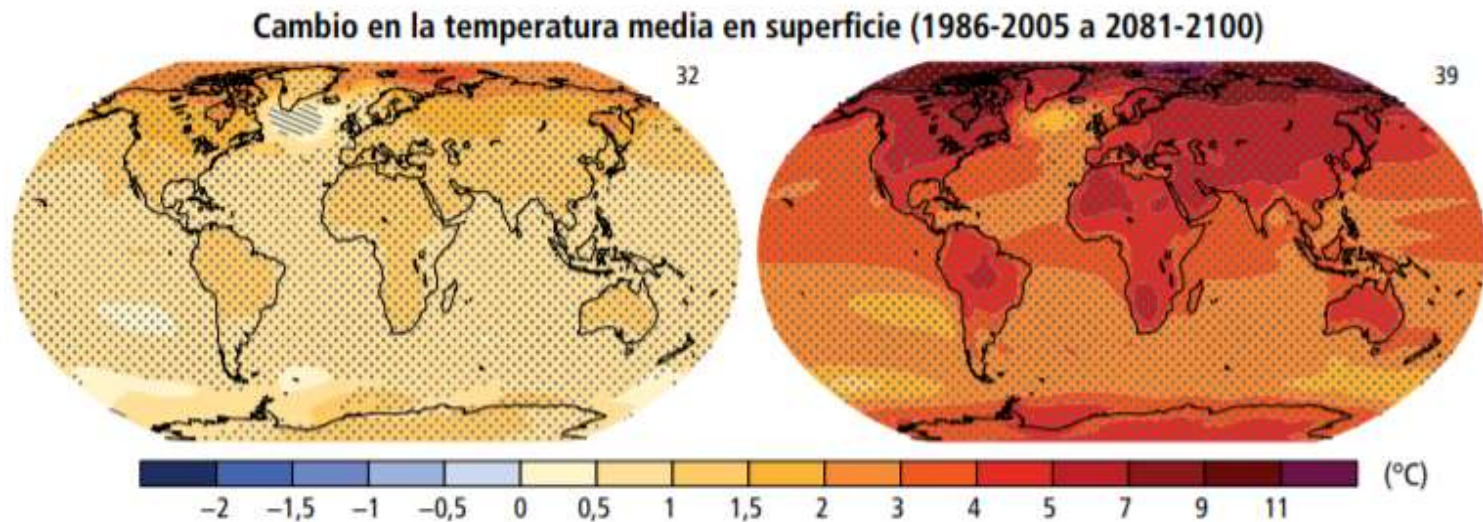 Cambio en la temperatura media en superficie (1986-2005 a 2081-2100)
32
39
−2 −1,5 −1 −0,5 0 0,5 1 1,5 2 3 4 5 7 9 11 (°C)